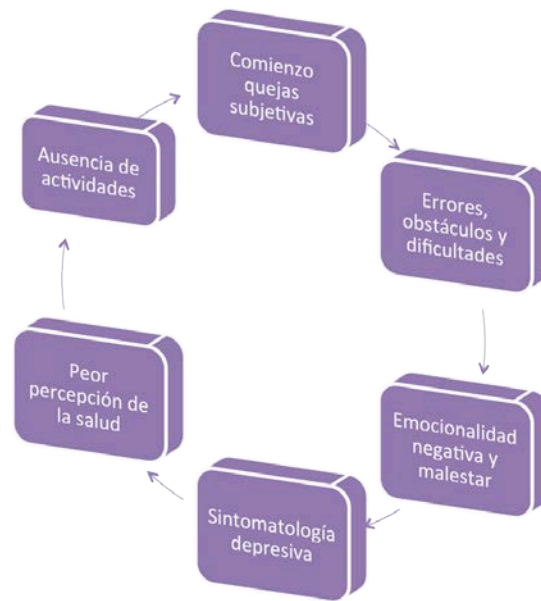 Comienzo
quejas
subjetivas
Errores,
obstáculos y
dificultades
Emocionalidad
negativa y
malestar
Sintomatología
depresiva
Peor
percepción de
la salud
Ausencia de
actividades